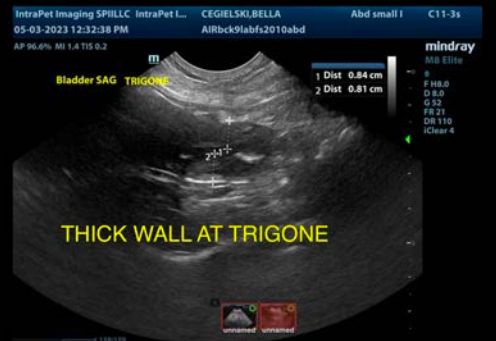 IntraPet Imaging SPIILLC IntraPet I... CEGIELSKI,BELLA Abd small I C11-3s
05-03-2023 12:32:38 PM AIRbck9labfs2010abd
AP 96.6% MI 1.4 TIS 0.2
mindray
M8 Elite
m
Bladder SAG TRIGONE
1 Dist 0.84 cm
2 Dist 0.81 cm
F H8.0
D 8.0
G 52
FR 21
DR 110
iClear 4
2 1
THICK WALL AT TRIGONE
unnamed unnamed